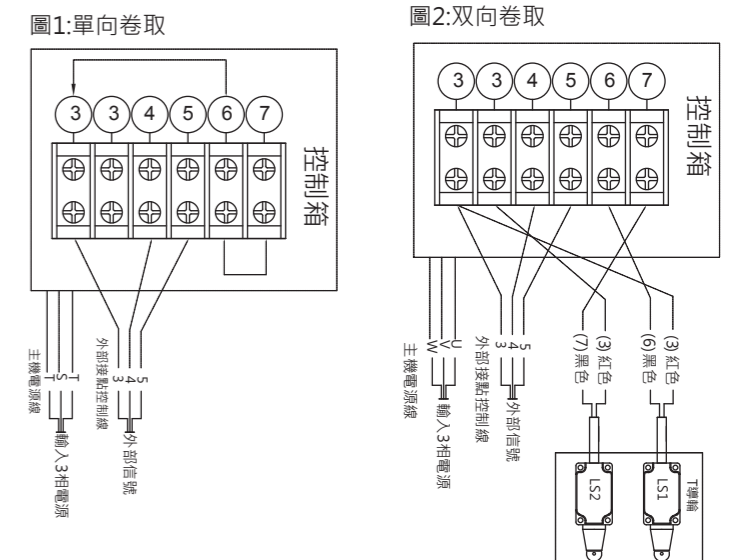 圖1:單向卷取
3 3 4 5 6 7
控制箱
T
S
T
主機電源線
輸入3相電源
5
4
3
外部接點控制線
外部信號
圖2:双向卷取
3 3 4 5 6 7
控制箱
U
V
W
主機電源線
輸入3相電源
5
4
3
外部接點控制線
外部信號
(3)紅色
(7)黑色
(3)紅色
(6)黑色
LS2
LS1
T導輪